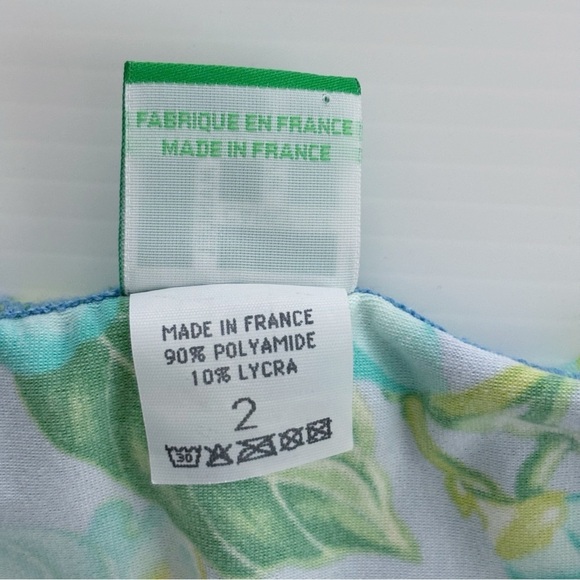 FABRIQUE EN FRANCE
MADE IN FRANCE
MADE IN FRANCE
90% POLYAMIDE
10% LYCRA
2
30